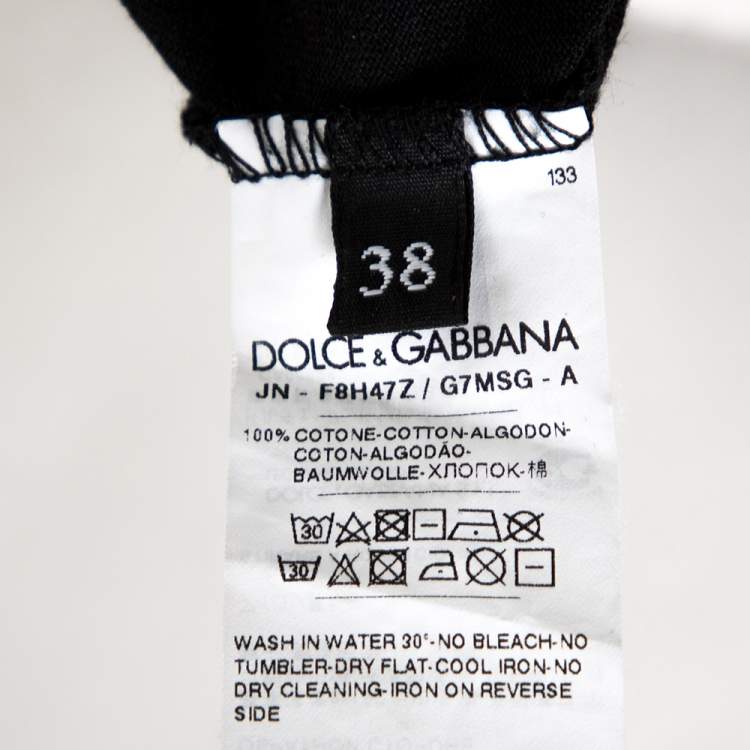 133
38
DOLCE & GABBANA
JN - F8H47Z / G7MSG - A
100% COTONE-COTTON-ALGODON-
COTON-ALGODÃO-
BAUMWOLLE-ХЛОПОК-棉
30
30
WASH IN WATER 30°-NO BLEACH-NO
TUMBLER-DRY FLAT-COOL IRON-NO
DRY CLEANING-IRON ON REVERSE
SIDE